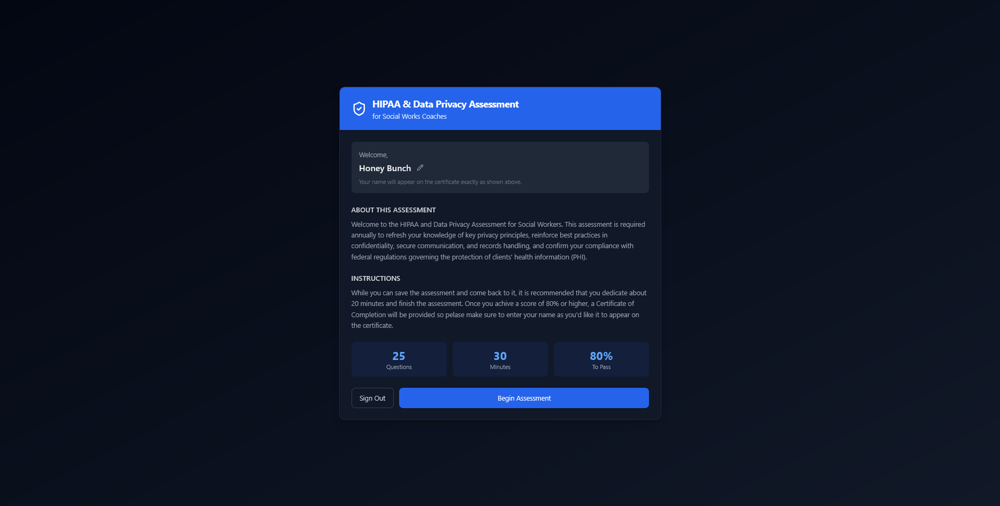 HIPAA & Data Privacy Assessment
for Social Works Coaches
Welcome,
Honey Bunch
Your name will appear on the certificate exactly as shown above.
ABOUT THIS ASSESSMENT
Welcome to the HIPAA and Data Privacy Assessment for Social Workers. This assessment is required
annually to refresh your knowledge of key privacy principles, reinforce best practices in
confidentiality, secure communication, and records handling, and confirm your compliance with
federal regulations governing the protection of clients' health information (PHI).
INSTRUCTIONS
While you can save the assessment and come back to it, it is recommended that you dedicate about
20 minutes and finish the assessment. Once you achive a score of 80% or higher, a Certificate of
Completion will be provided so pelase make sure to enter your name as you'd like it to appear on
the certificate.
25
Questions
30
Minutes
80%
To Pass
Sign Out
Begin Assessment